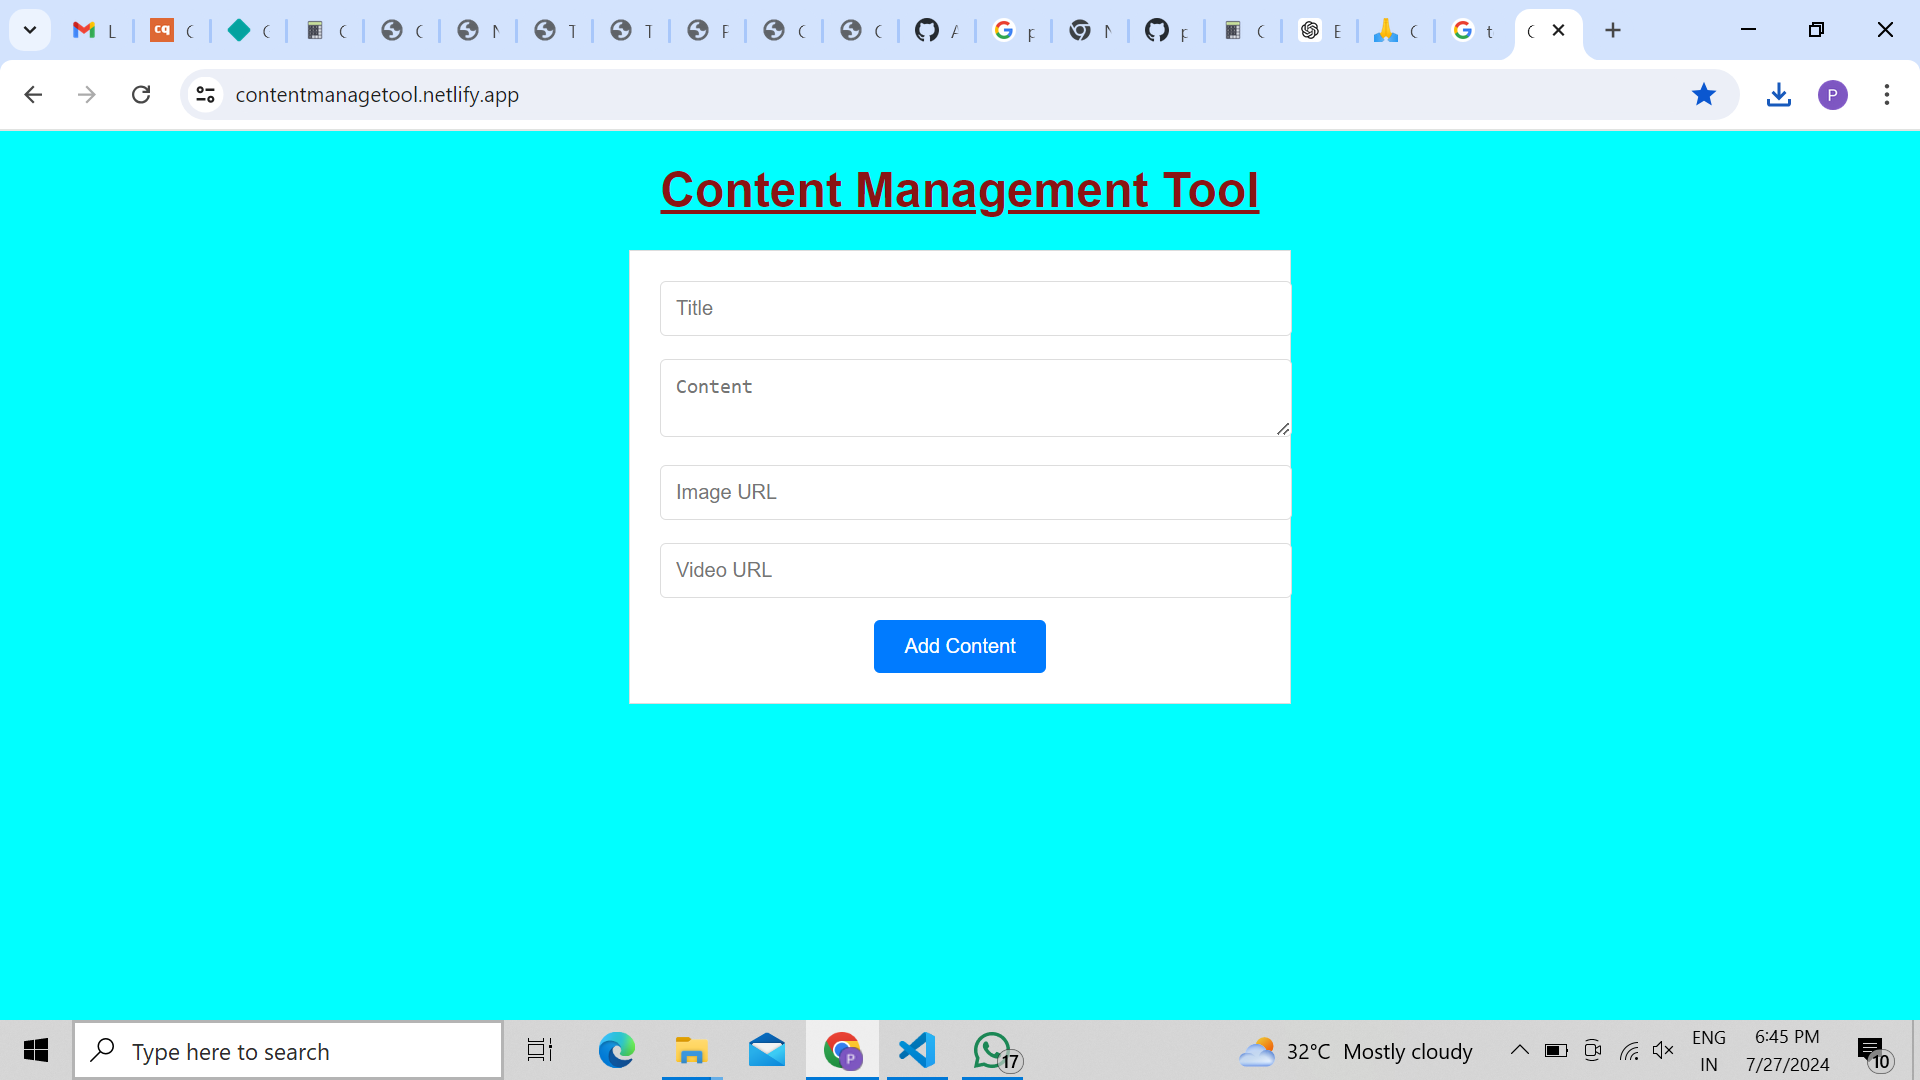 L
contentmanagetool.netlify.app
P
Content Management Tool
Title
Content
Image URL
Video URL
Add Content
Type here to search
P
17
32°C Mostly cloudy
ENG
IN
6:45 PM
7/27/2024
10